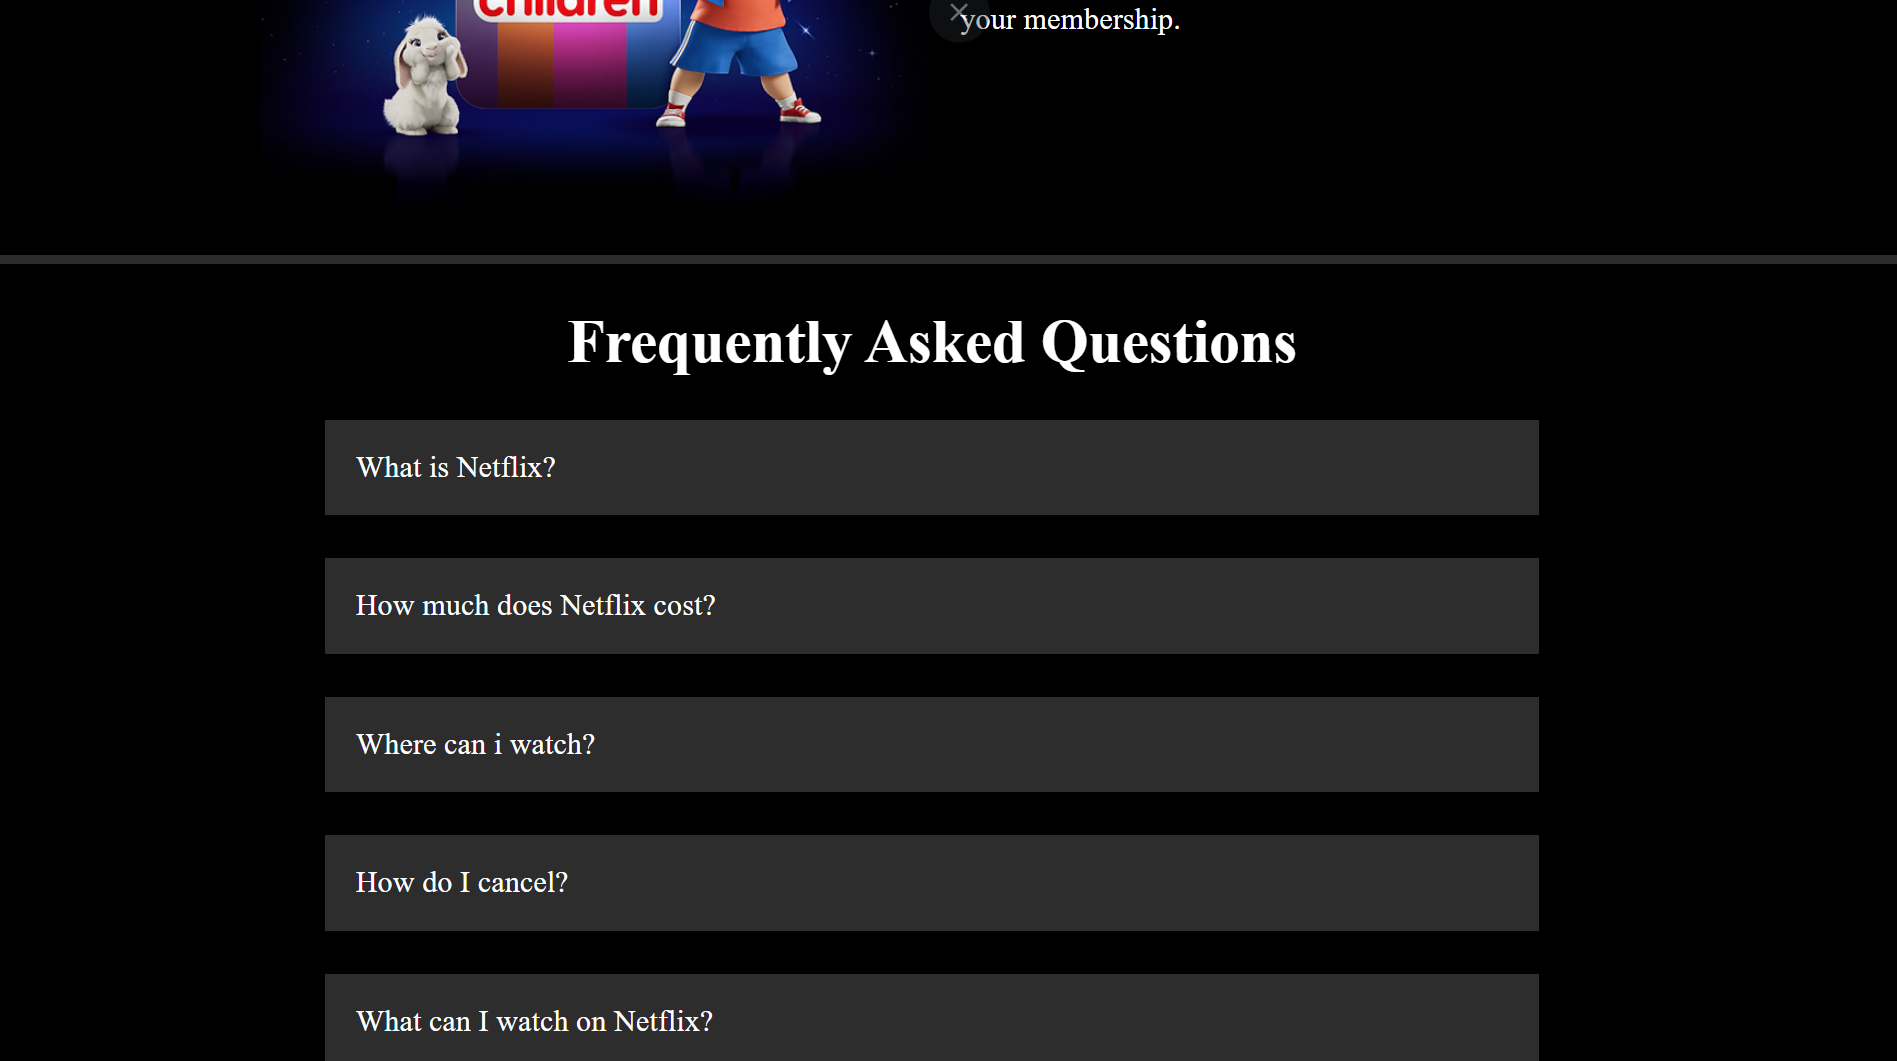 children
your membership.
Frequently Asked Questions
What is Netflix?
How much does Netflix cost?
Where can i watch?
How do I cancel?
What can I watch on Netflix?